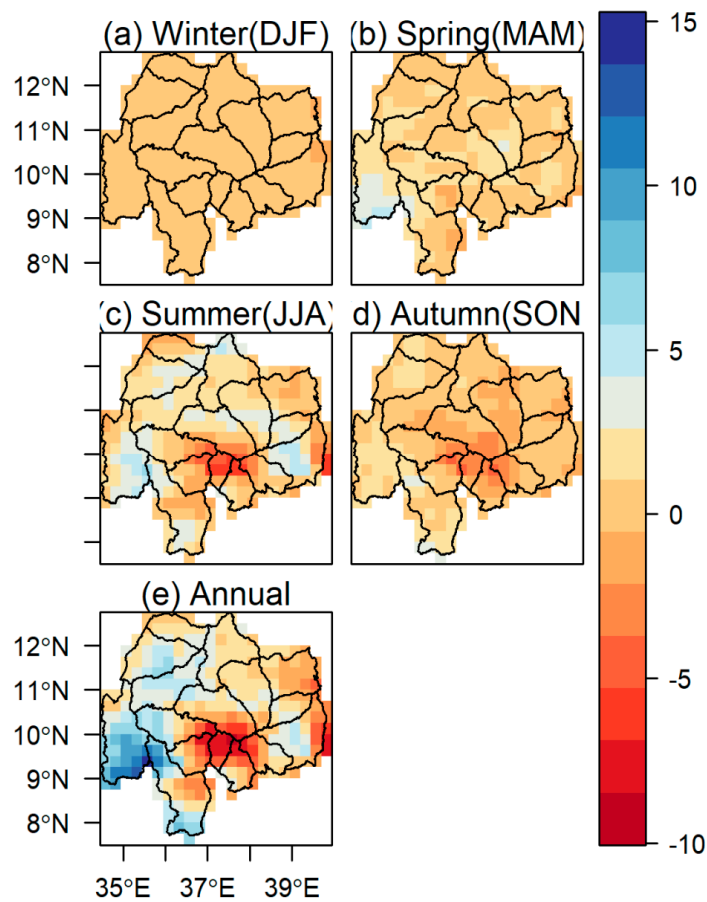 (a) Winter(DJF)
(b) Spring(MAM)
12°N
11°N
10°N
9°N
8°N
(c) Summer(JJA)
d) Autumn(SON
(e) Annual
12°N
11°N
10°N
9°N
8°N
35°E 37°E 39°E
15
10
5
0
-5
-10